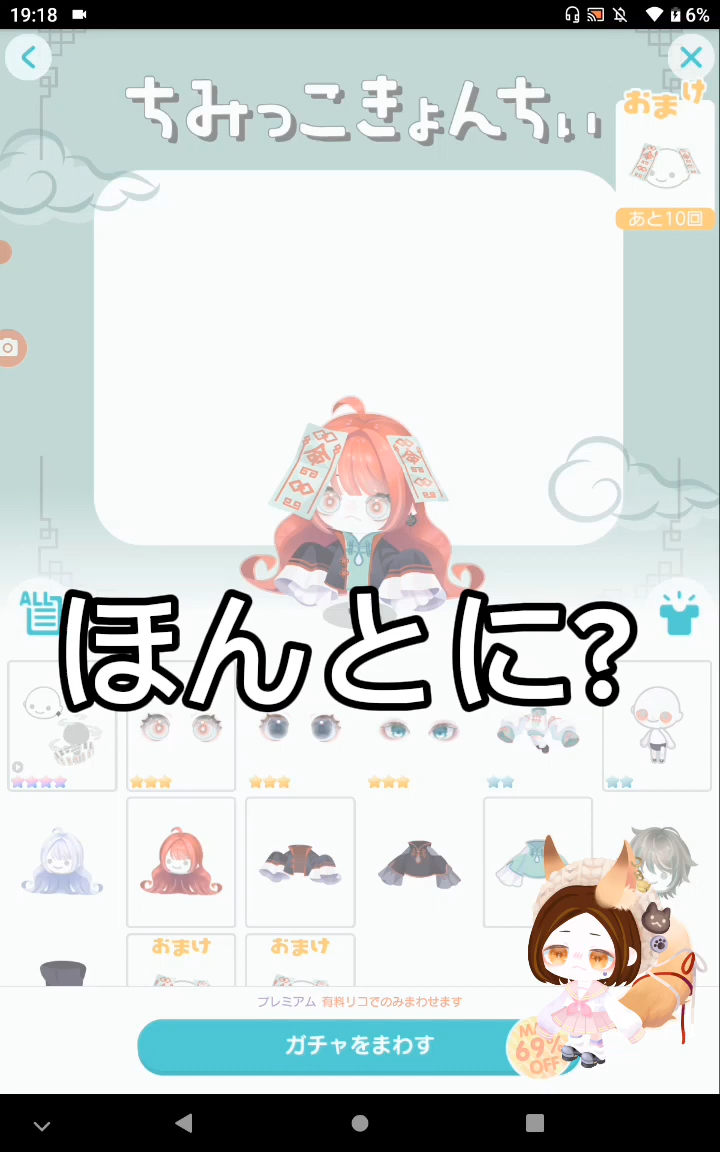 19:18
6%
ちみっこきょんちぃ
おまけ
あと10回
ALL
ほんとに?
おまけ
おまけ
プレミアム 有料リコでのみまわせます
ガチャをまわす
69%
OFF